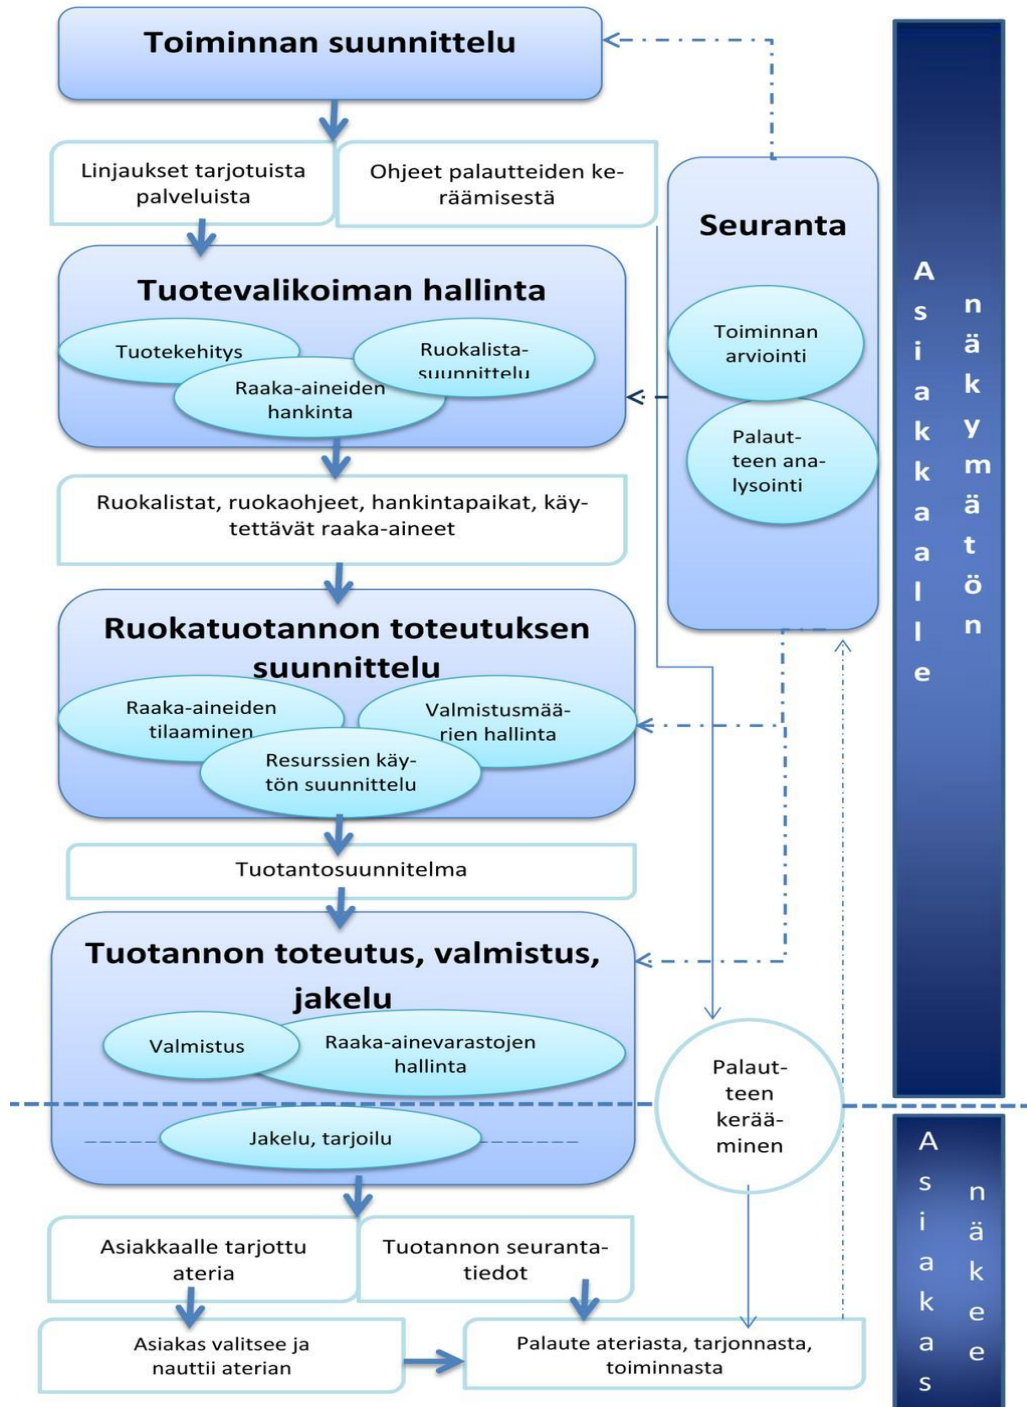 Toiminnan suunnittelu
Linjaukset tarjotuista
palveluista
Ohjeet palautteiden ke-
räämisestä
Seuranta
Toiminnan
arviointi
Palaut-
teen ana-
lysointi
Tuotevalikoiman hallinta
Tuotekehitys
Ruokalista-
suunnittelu
Raaka-aineiden
hankinta
Ruokalistat, ruokaohjeet, hankintapaikat, käy-
tettävät raaka-aineet
Ruokatuotannon toteutuksen
suunnittelu
Raaka-aineiden
tilaaminen
Valmistusmää-
rien hallinta
Resurssien käy-
tön suunnittelu
Tuotantosuunnitelma
Tuotannon toteutus, valmistus,
jakelu
Valmistus
Raaka-ainevarastojen
hallinta
Jakelu, tarjoilu
Palaut-
teen
kerää-
minen
Asiakkaalle tarjottu
ateria
Tuotannon seuranta-
tiedot
Asiakas valitsee ja
nauttii aterian
Palaute ateriasta, tarjonnasta,
toiminnasta
Asiakkaalle
näkymätön
Asiakas
näkee